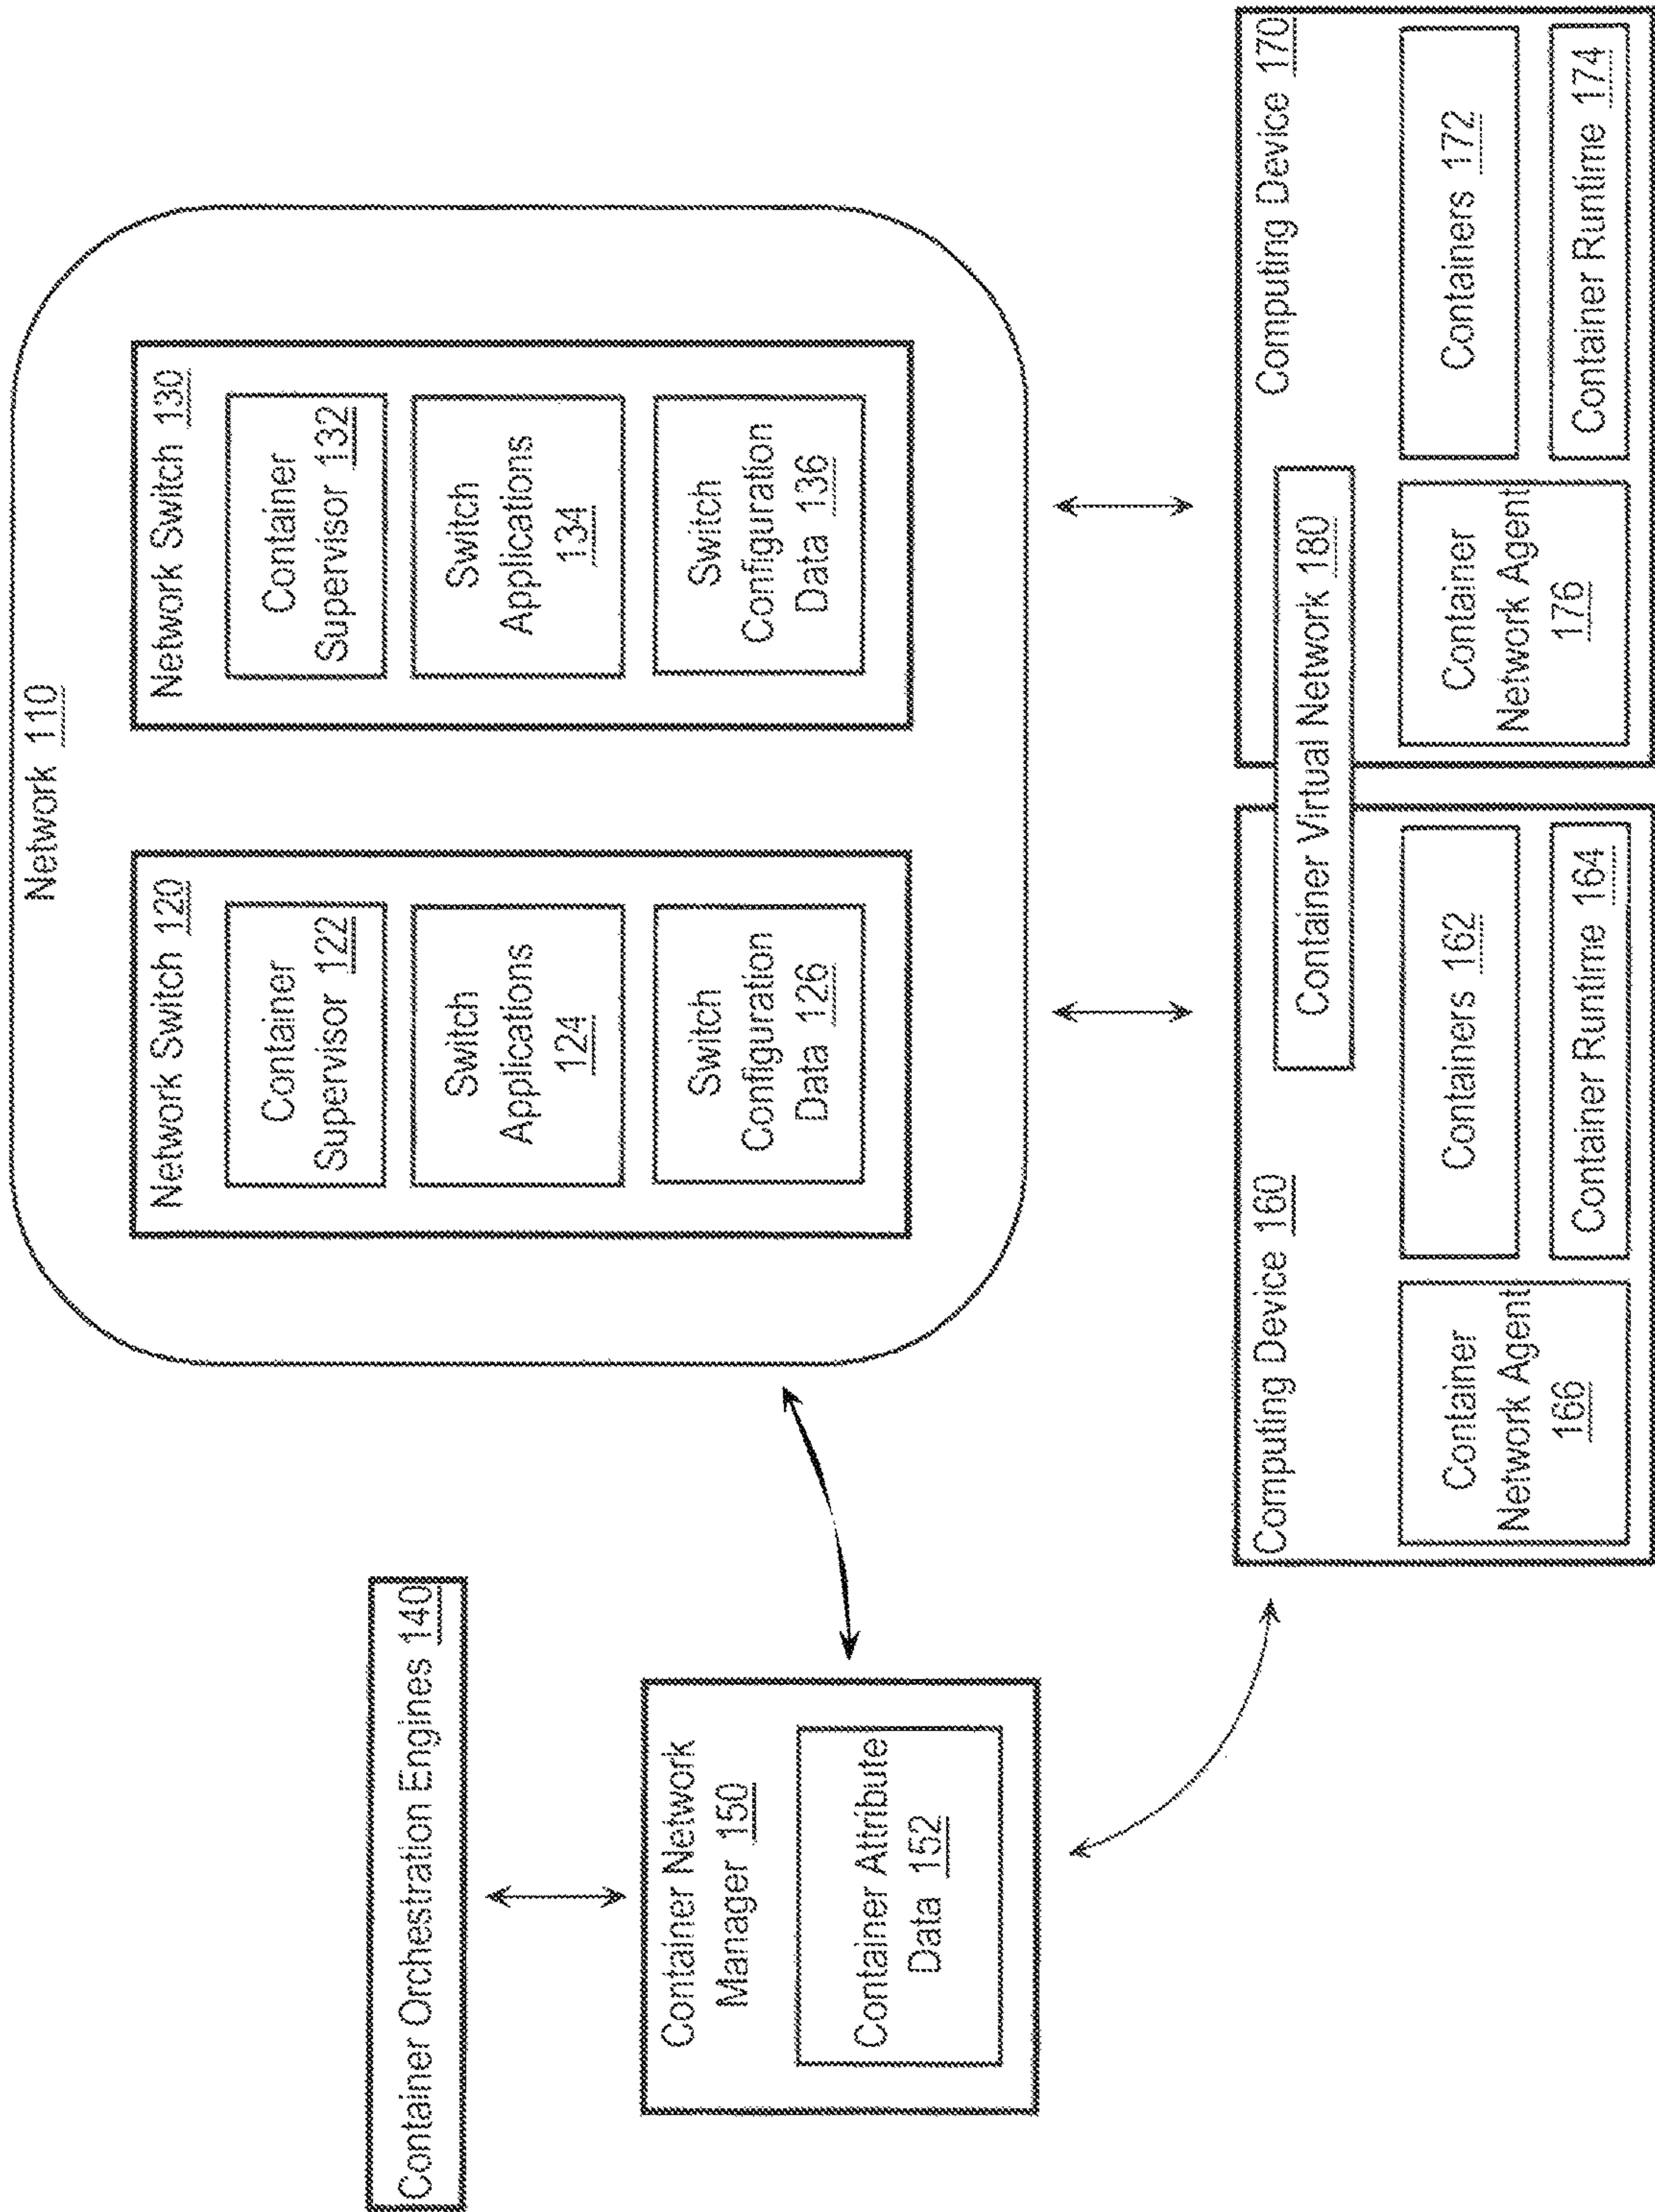 Network 110
Network Switch 120
Container
Supervisor 122
Switch
Applications
124
Switch
Configuration
Data 126
Network Switch 130
Container
Supervisor 132
Switch
Applications
134
Switch
Configuration
Data 136
Container Orchestration Engines 140
Container Network
Manager 150
Container Attribute
Data 152
Computing Device 160
Container Virtual Network 180
Container
Network Agent
166
Containers 162
Container Runtime 164
Computing Device 170
Container
Network Agent
176
Containers 172
Container Runtime 174